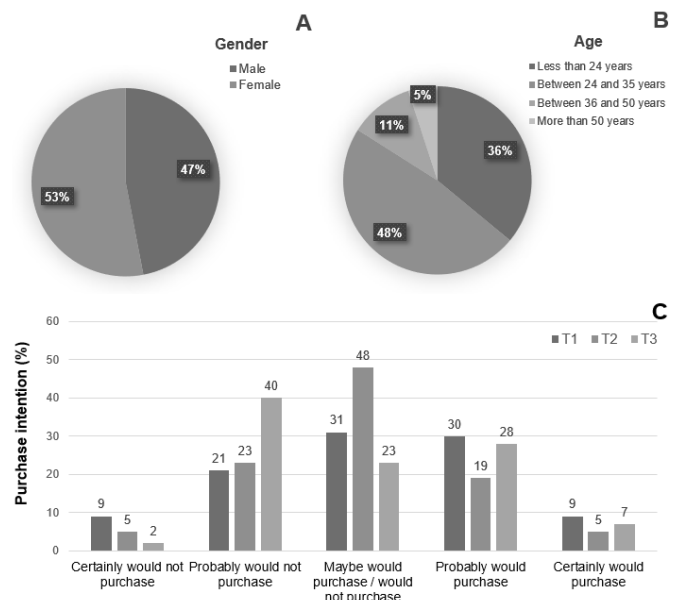 A
Gender
Male
Female
47%
53%
B
Age
Less than 24 years
Between 24 and 35 years
Between 36 and 50 years
More than 50 years
5%
11%
36%
48%
C
Purchase intention (%)
60
50
40
30
20
10
0
T1 T2 T3
9 5 2
21 23 40
31 48 23
30 19 28
9 5 7
Certainly would not
purchase
Probably would not
purchase
Maybe would
purchase / would
not purchase
Probably would
purchase
Certainly would
purchase